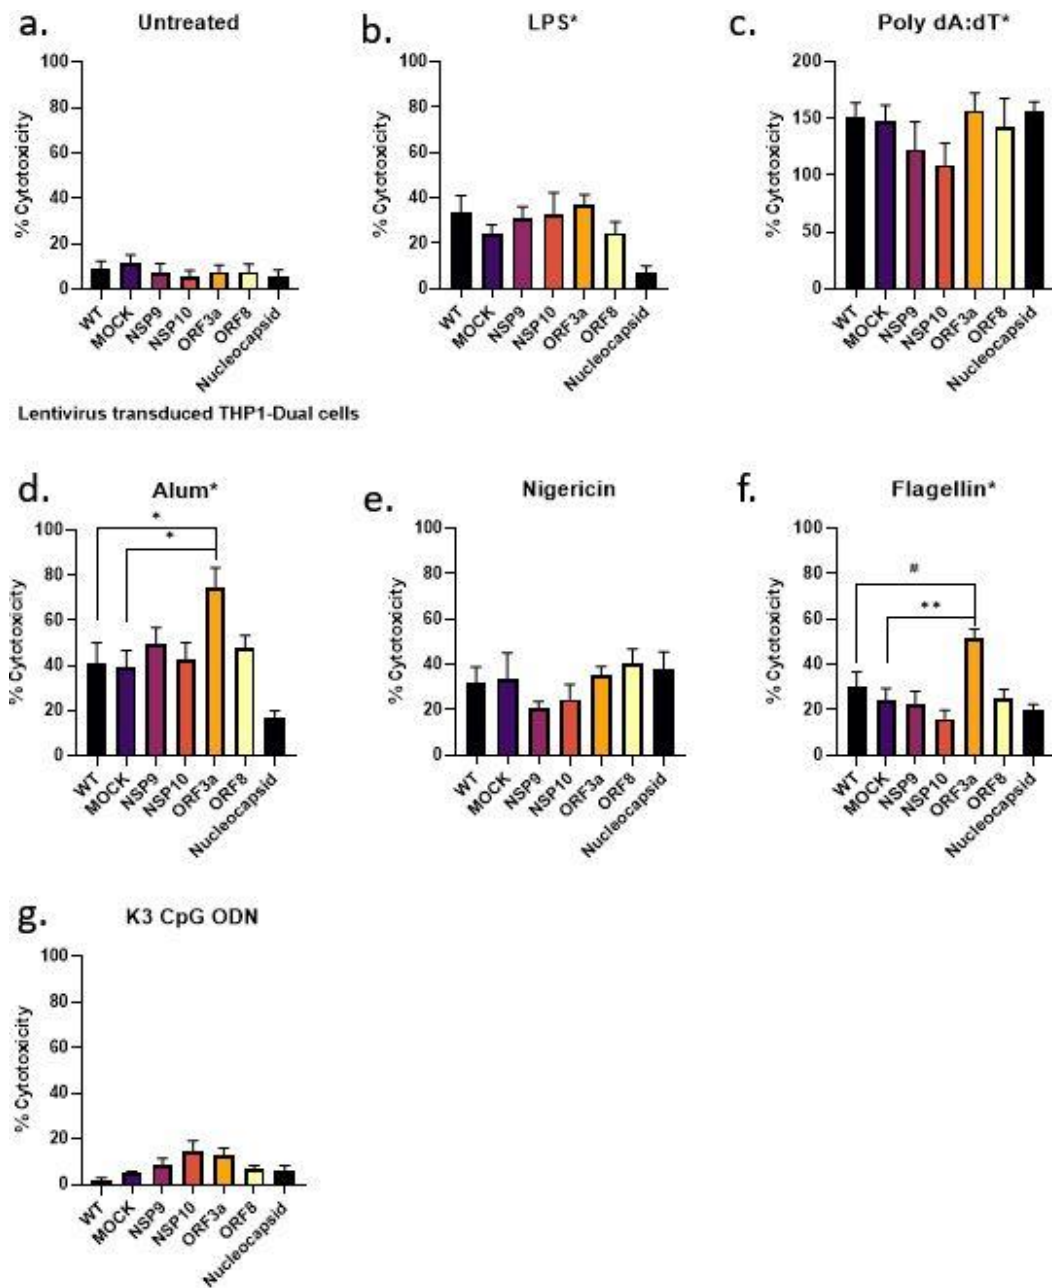 a. Untreated
% Cytotoxicity
100
80
60
40
20
0
WT MOCK NSP9 NSP10 ORF3a ORF8 Nucleocapsid
b. LPS*
% Cytotoxicity
100
80
60
40
20
0
WT MOCK NSP9 NSP10 ORF3a ORF8 Nucleocapsid
c. Poly dA:dT*
% Cytotoxicity
200
150
100
50
0
WT MOCK NSP9 NSP10 ORF3a ORF8 Nucleocapsid
Lentivirus transduced THP1-Dual cells
d. Alum*
% Cytotoxicity
100
80
60
40
20
0
*
*
WT MOCK NSP9 NSP10 ORF3a ORF8 Nucleocapsid
e. Nigericin
% Cytotoxicity
100
80
60
40
20
0
WT MOCK NSP9 NSP10 ORF3a ORF8 Nucleocapsid
f. Flagellin*
% Cytotoxicity
100
80
60
40
20
0
#
**
WT MOCK NSP9 NSP10 ORF3a ORF8 Nucleocapsid
g. K3 CpG ODN
% Cytotoxicity
100
80
60
40
20
0
WT MOCK NSP9 NSP10 ORF3a ORF8 Nucleocapsid